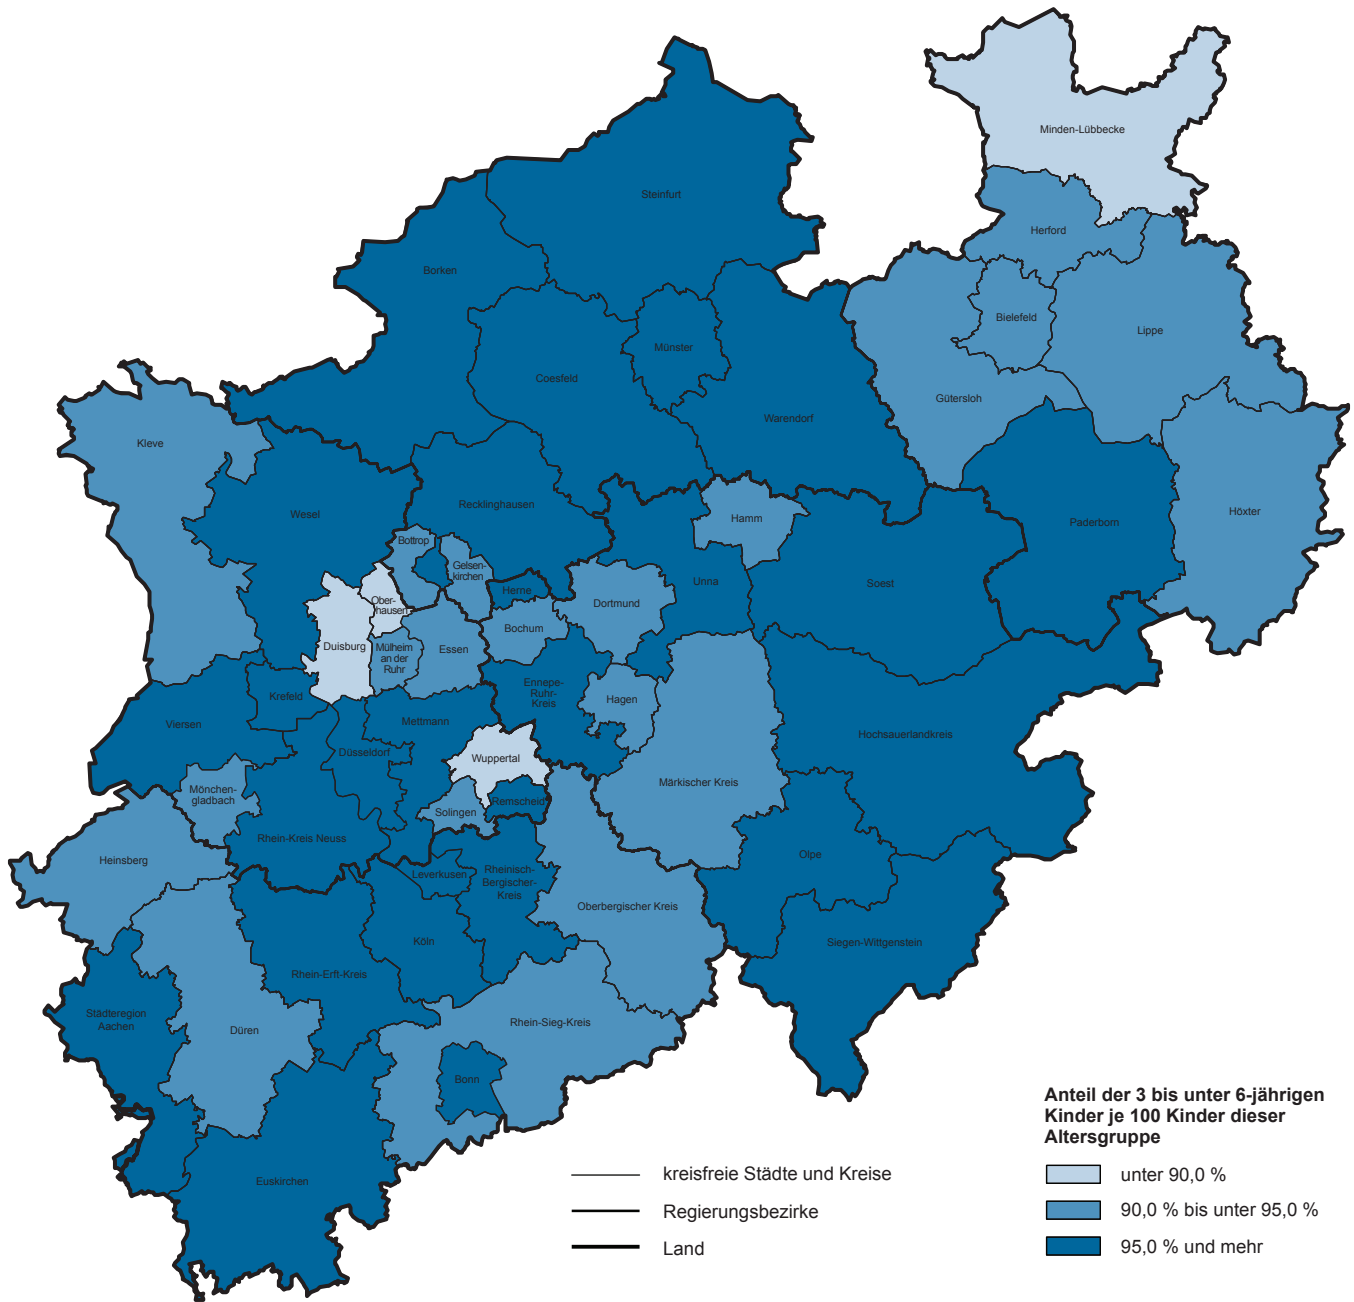 Minden-Lübbecke
Steinfurt
Herford
Borken
Bielefeld
Lippe
Münster
Coesfeld
Gütersloh
Warendorf
Kleve
Recklinghausen
Wesel
Hamm
Höxter
Paderborn
Bottrop
Gelsen-
kirchen
Unna
Soest
Herne
Ober-
hausen
Dortmund
Bochum
Duisburg
Mülheim
an der
Ruhr
Essen
Ennepe-
Ruhr-
Kreis
Krefeld
Hagen
Viersen
Mettmann
Hochsauerlandkreis
Düsseldorf
Wuppertal
Märkischer Kreis
Mönchen-
gladbach
Remscheid
Solingen
Rhein-Kreis Neuss
Olpe
Heinsberg
Leverkusen
Rheinisch-
Bergischer-
Kreis
Oberbergischer Kreis
Köln
Siegen-Wittgenstein
Rhein-Erft-Kreis
Städteregion
Aachen
Düren
Rhein-Sieg-Kreis
Bonn
Euskirchen
Anteil der 3 bis unter 6-jährigen
Kinder je 100 Kinder dieser
Altersgruppe
unter 90,0 %
90,0 % bis unter 95,0 %
95,0 % und mehr
kreisfreie Städte und Kreise
Regierungsbezirke
Land